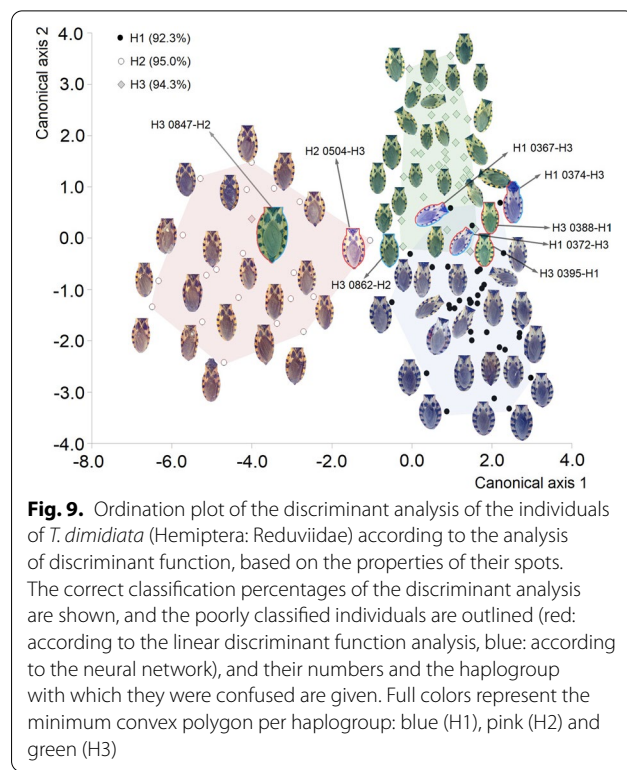 Canonical axis 2
4.0
3.0
2.0
1.0
0.0
-1.0
-2.0
-3.0
-4.0
H1 (92.3%)
H2 (95.0%)
H3 (94.3%)
H3 0847-H2
H2 0504-H3
H1 0367-H3
H1 0374-H3
H3 0388-H1
H1 0372-H3
H3 0395-H1
H3 0862-H2
-8.0 -6.0 -4.0 -2.0 0.0 2.0 4.0
Canonical axis 1
Fig. 9. Ordination plot of the discriminant analysis of the individuals
of T. dimidiata (Hemiptera: Reduviidae) according to the analysis
of discriminant function, based on the properties of their spots.
The correct classification percentages of the discriminant analysis
are shown, and the poorly classified individuals are outlined (red:
according to the linear discriminant function analysis, blue: according
to the neural network), and their numbers and the haplogroup
with which they were confused are given. Full colors represent the
minimum convex polygon per haplogroup: blue (H1), pink (H2) and
green (H3)